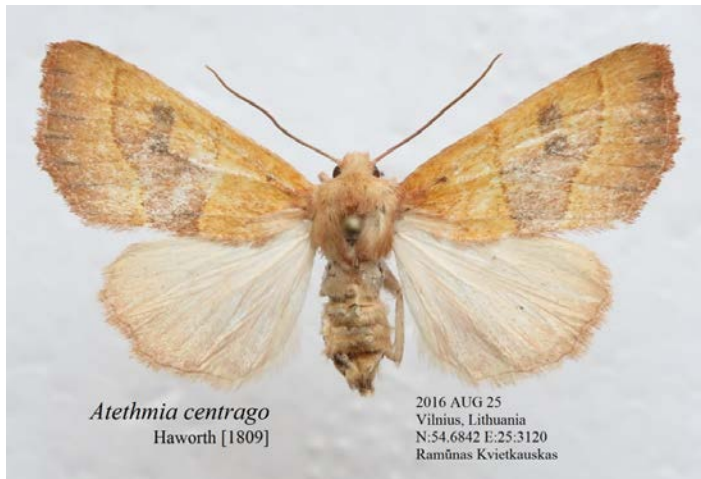 Atethmia centrago
Haworth [1809]
2016 AUG 25
Vilnius, Lithuania
N:54.6842 E:25:3120
Ramūnas Kvietkauskas